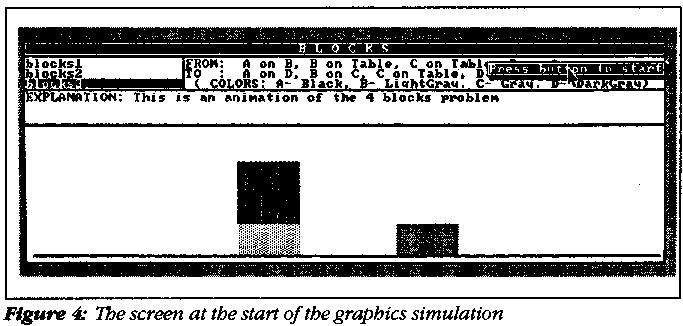 BLOCKS
blocks1
blocks2
FROM: A on B, B on Table, C on Table,
TO : A on D, B on C, C on Table, D
Press button to start
( COLORS: A- Black, B- LightGray, C- Gray, D- DarkGray)
EXPLANATION: This is an animation of the 4 blocks problem
Figure 4: The screen at the start of the graphics simulation